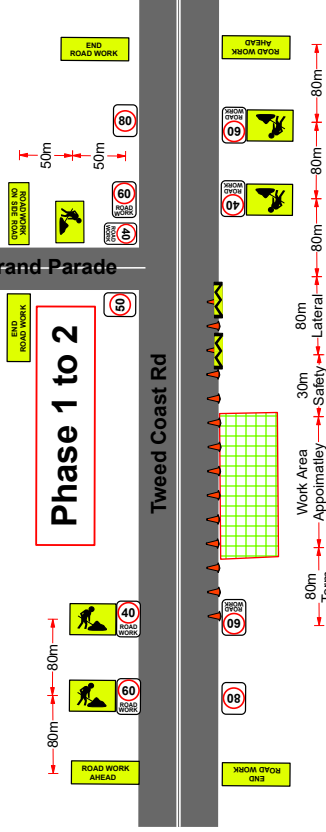 END
ROAD WORK
ROAD WORK
AHEAD
80
60
ROAD
WORK
80m
50m
50m
ROADWORK
ON SIDE ROAD
60
ROAD
WORK
40
ROAD
WORK
40
ROAD
WORK
80m
80m
rand Parade
END
ROAD WORK
50
Phase 1 to 2
Tweed Coast Rd
80m
Lateral
30m
Safety
Work Area
Appoimatley
80m
40
ROAD
WORK
60
ROAD
WORK
80m
60
ROAD
WORK
80
80m
ROAD WORK
AHEAD
END
ROAD WORK